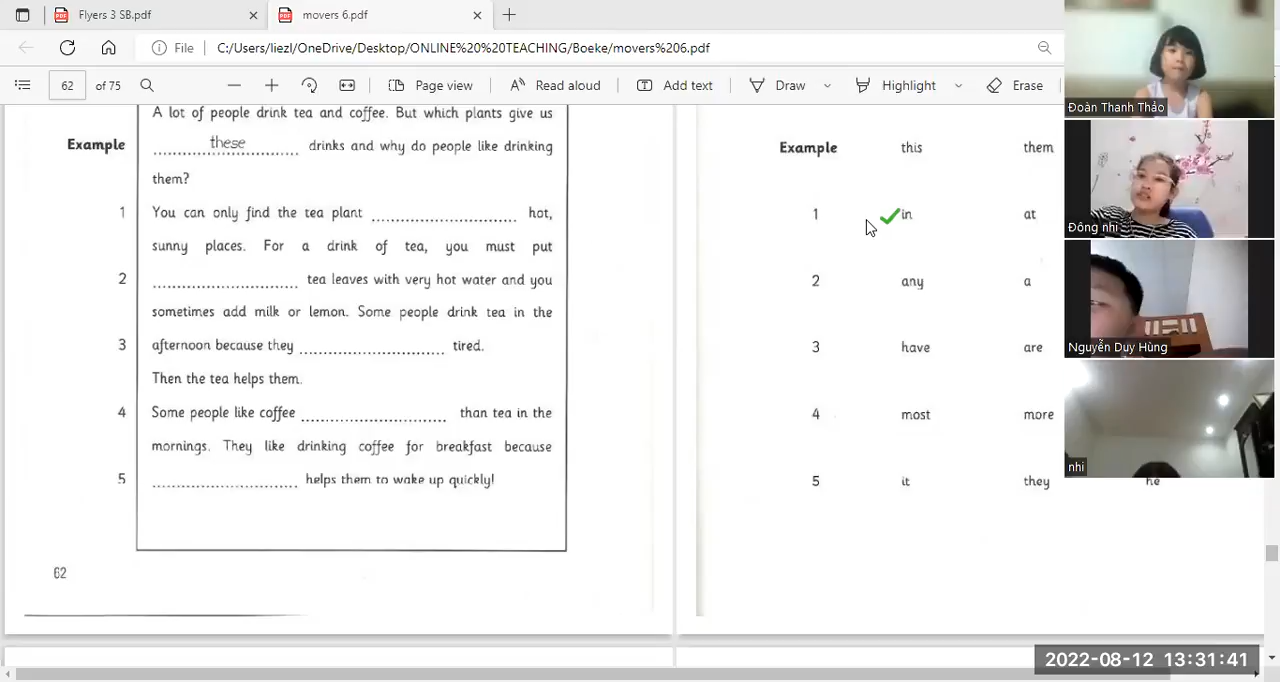 Flyers 3 SB.pdf
movers 6.pdf
File
C:/Users/liezl/OneDrive/Desktop/ONLINE%20%20TEACHING/Boeke/movers%206.pdf
62 of 75
Page view
Read aloud
Add text
Draw
Highlight
Erase
A lot of people drink tea and coffee. But which plants give us
Example these drinks and why do people like drinking
them?
1 You can only find the tea plant ........................ hot,
sunny places. For a drink of tea, you must put
2 ........................ tea leaves with very hot water and you
sometimes add milk or lemon. Some people drink tea in the
3 afternoon because they ........................ tired.
Then the tea helps them.
4 Some people like coffee ........................ than tea in the
mornings. They like drinking coffee for breakfast because
5 ........................ helps them to wake up quickly!
62
Example this them
1 in at
2 any a
3 have are
4 most more
5 it they he
Đoàn Thanh Thảo
Đông nhi
Nguyễn Duy Hùng
nhi
2022-08-12 13:31:41